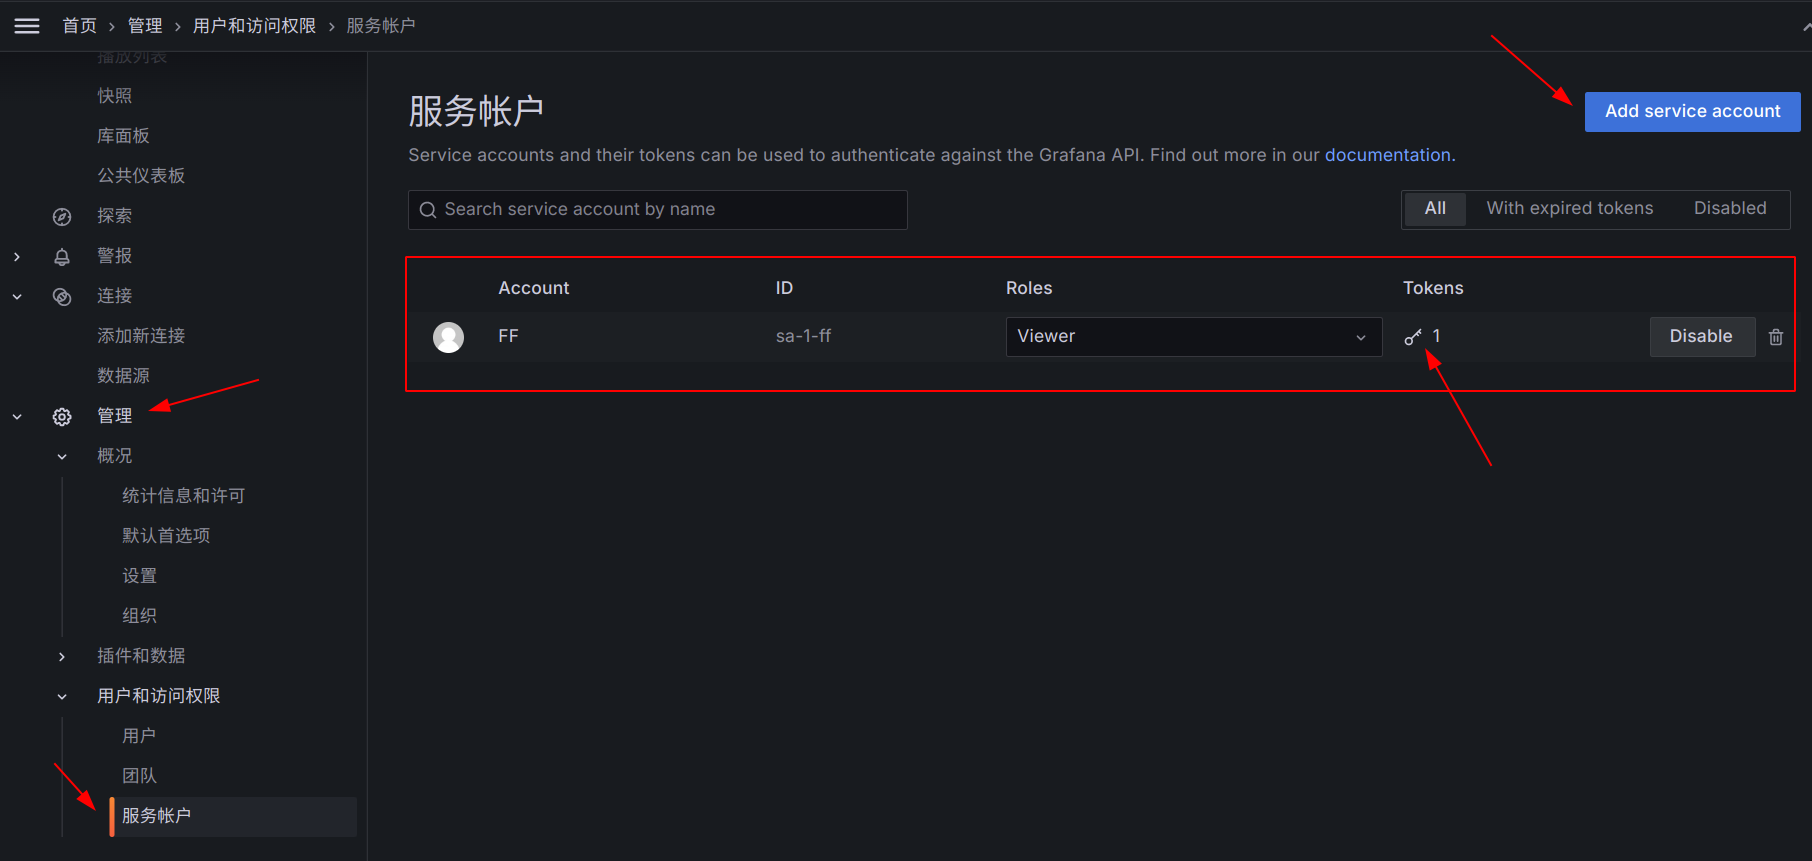 首页 › 管理 › 用户和访问权限 › 服务帐户
播放列表
快照
库面板
公共仪表板
探索
警报
连接
添加新连接
数据源
管理
概况
统计信息和许可
默认首选项
设置
组织
插件和数据
用户和访问权限
用户
团队
服务帐户
服务帐户
Add service account
Service accounts and their tokens can be used to authenticate against the Grafana API. Find out more in our documentation.
Search service account by name
All With expired tokens Disabled
Account ID Roles Tokens
FF sa-1-ff Viewer 1 Disable